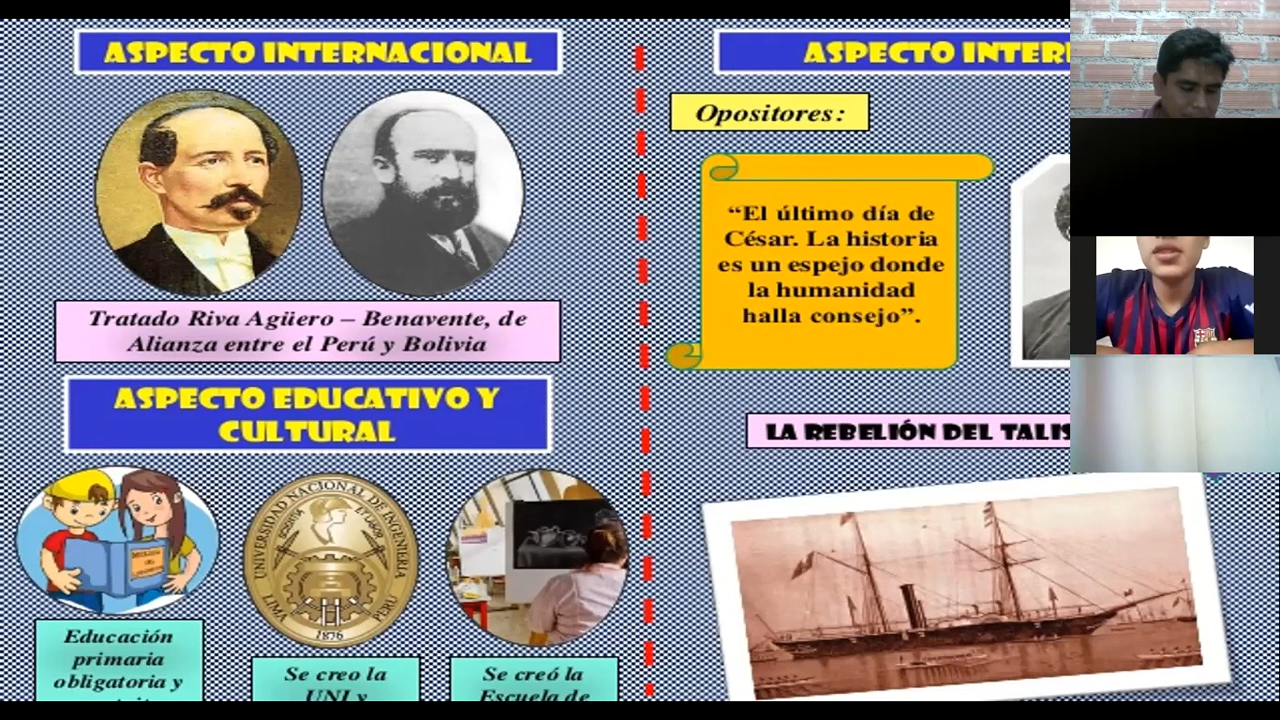 ASPECTO INTERNACIONAL
Tratado Riva Agüero – Benavente, de
Alianza entre el Perú y Bolivia
ASPECTO EDUCATIVO Y
CULTURAL
UNIVERSIDAD NACIONAL DE INGENIERIA
LIMA PERU
1876
Educación
primaria
obligatoria y
Se creo la
UNI y
Se creó la
Escuela de
ASPECTO INTER
Opositores:
“El último día de
César. La historia
es un espejo donde
la humanidad
halla consejo”.
LA REBELIÓN DEL TALIS